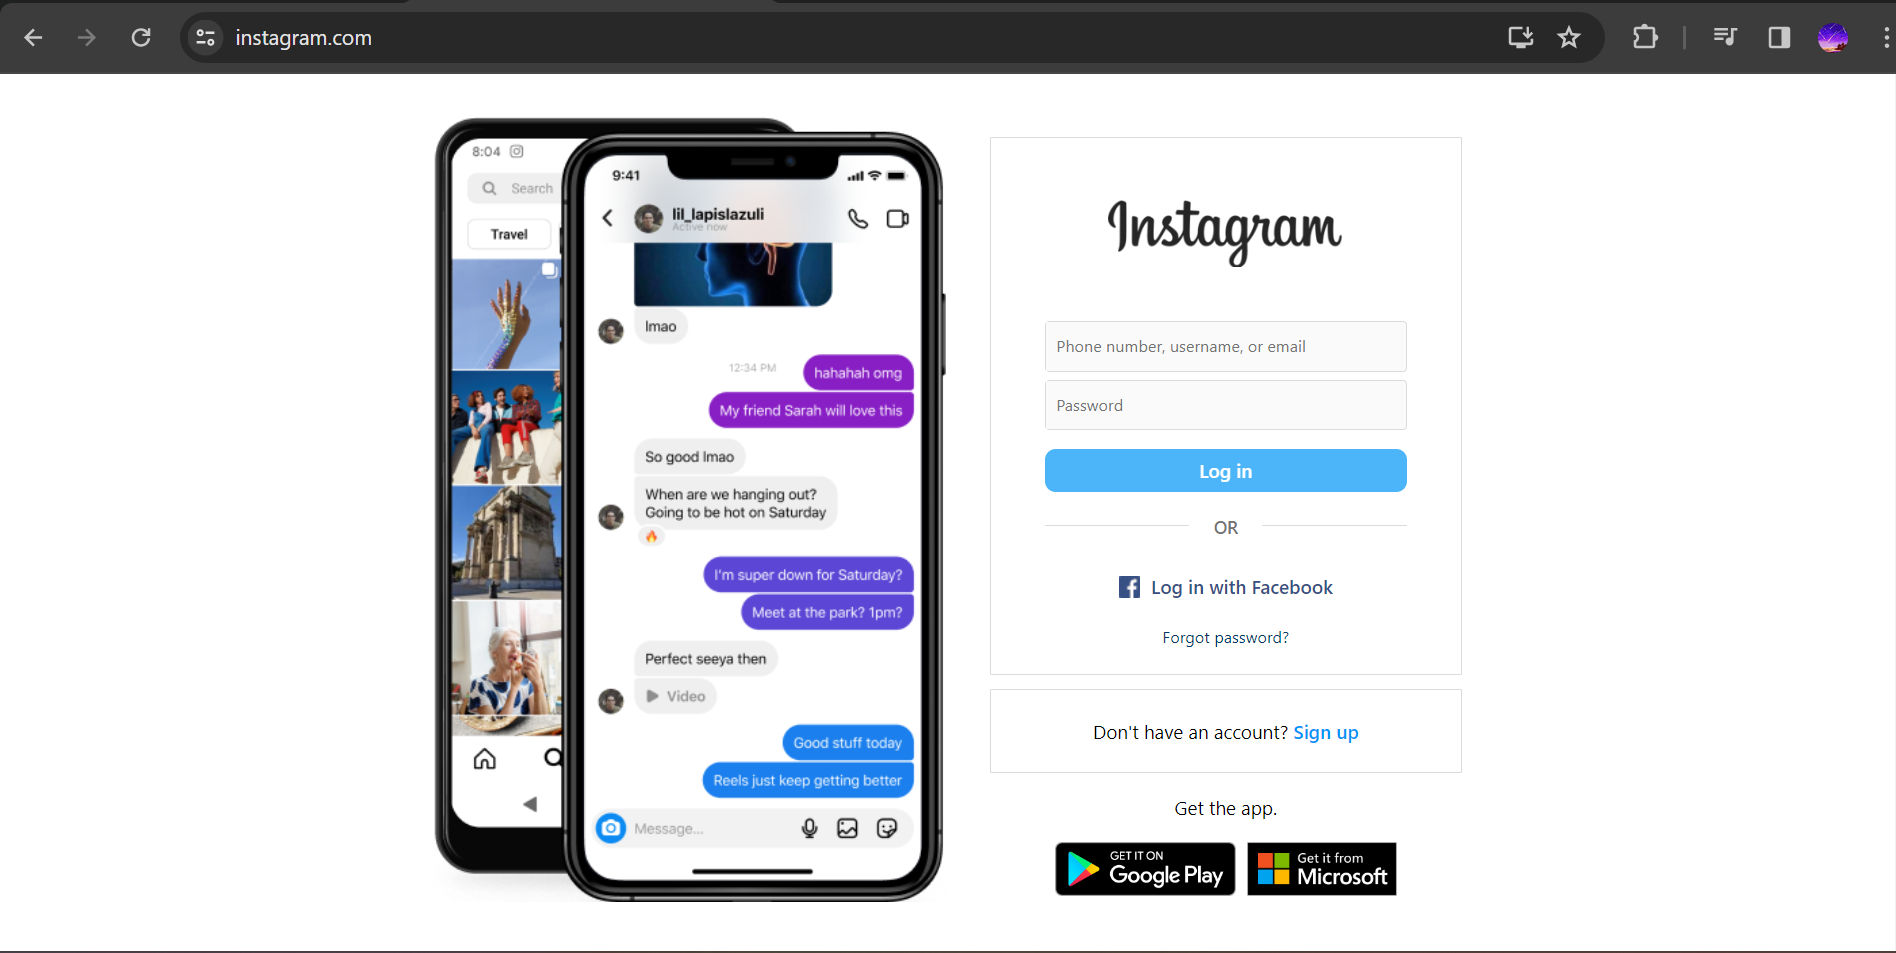 instagram.com
8:04
Search
Travel
9:41
lil_lapislazuli
Active now
lmao
12:34 PM
hahahah omg
My friend Sarah will love this
So good lmao
When are we hanging out?
Going to be hot on Saturday
I'm super down for Saturday?
Meet at the park? 1pm?
Perfect seeya then
Video
Good stuff today
Reels just keep getting better
Message...
Instagram
Phone number, username, or email
Password
Log in
OR
Log in with Facebook
Forgot password?
Don't have an account? Sign up
Get the app.
GET IT ON
Google Play
Get it from
Microsoft